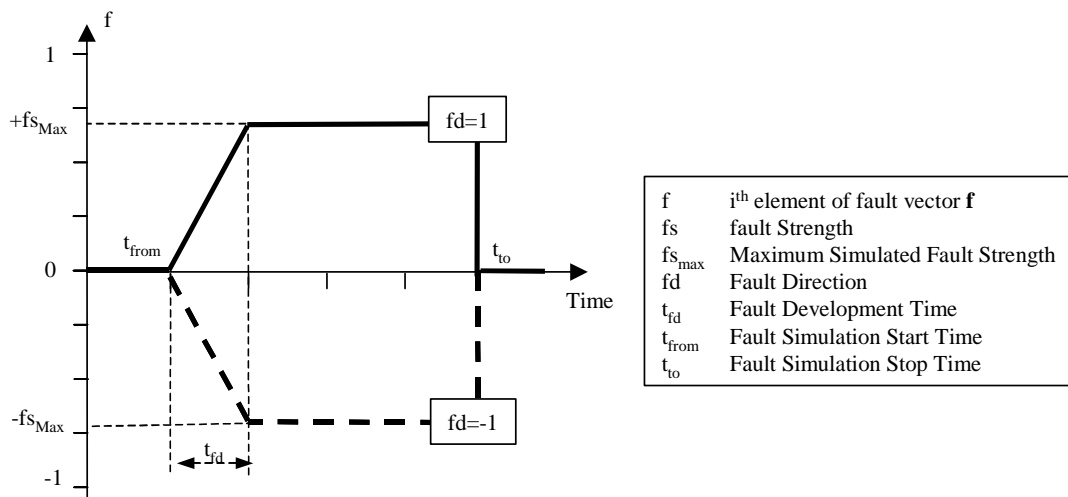 f
1
+fs_Max
fd=1
t_from
0
t_to
Time
-fs_Max
fd=-1
t_fd
-1
f i^th element of fault vector f
fs fault Strength
fs_max Maximum Simulated Fault Strength
fd Fault Direction
t_fd Fault Development Time
t_from Fault Simulation Start Time
t_to Fault Simulation Stop Time